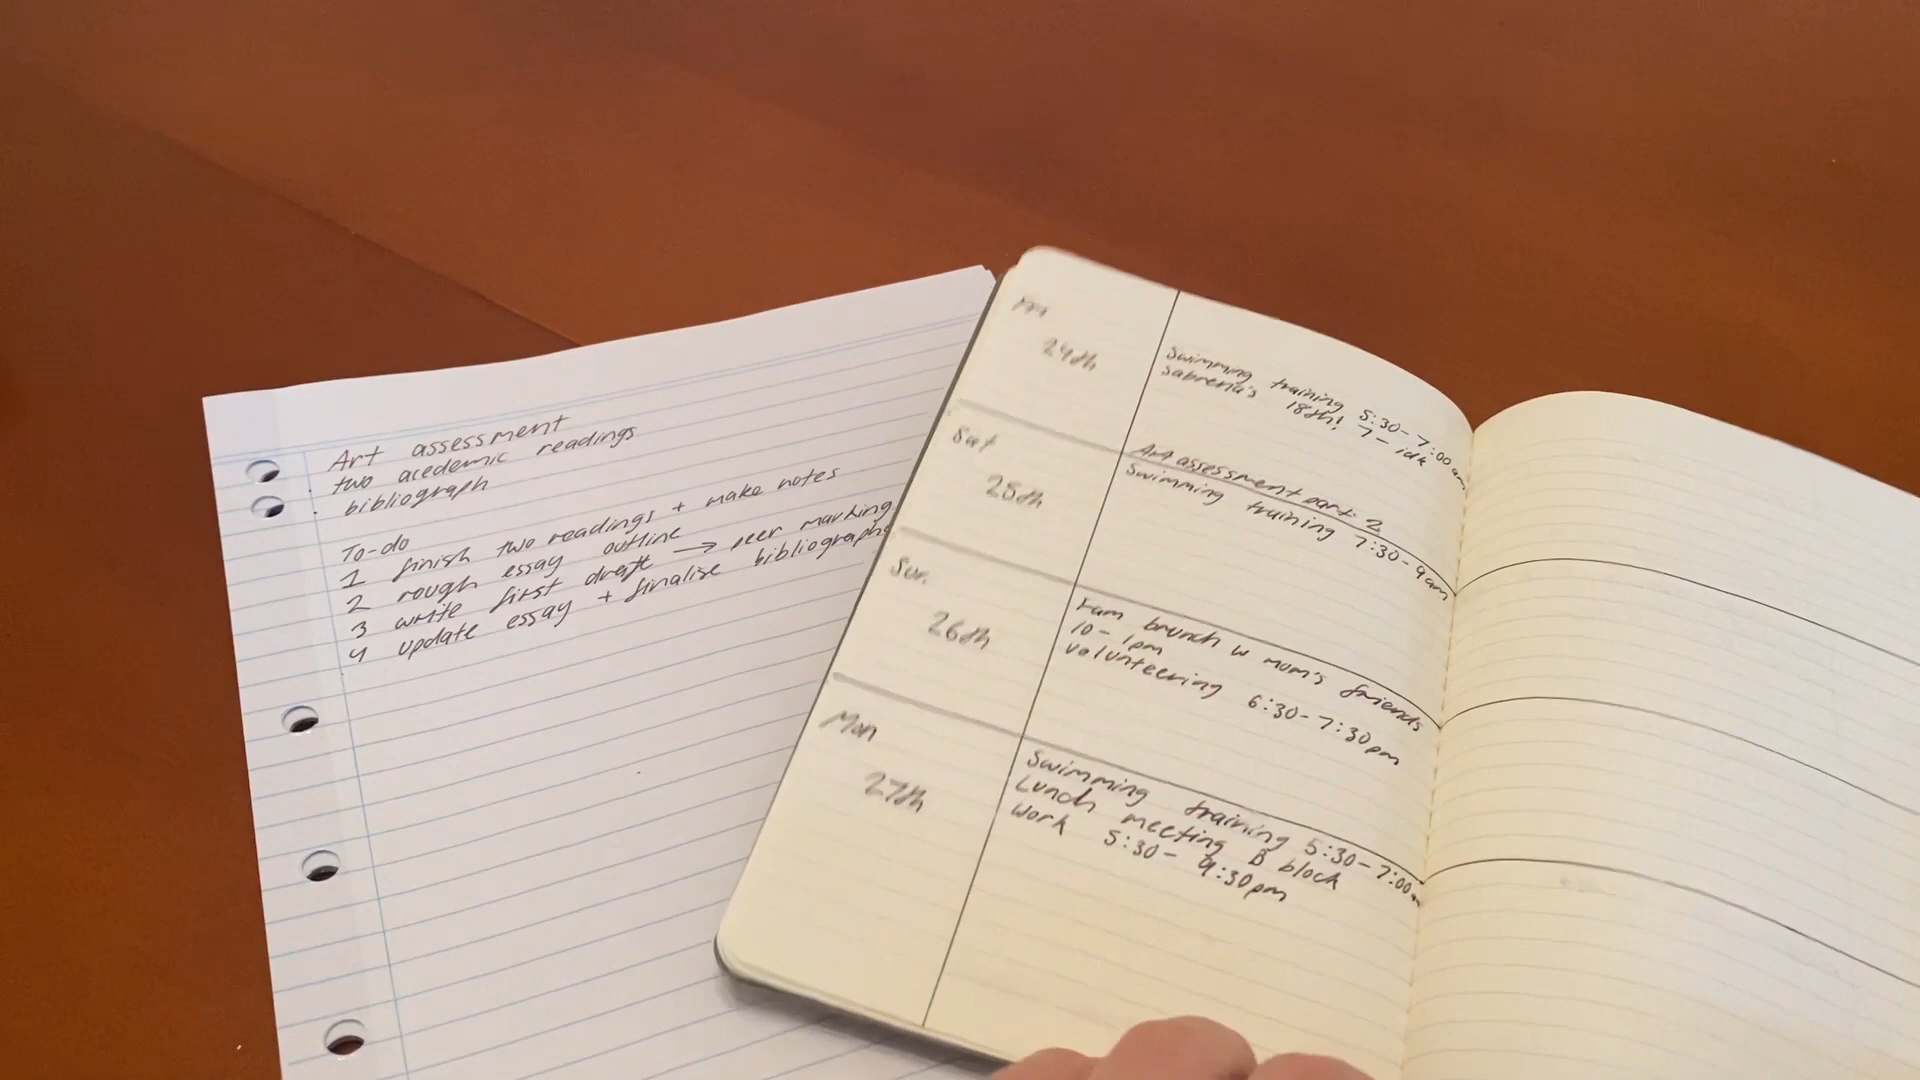 Art assessment
. two acedemic readings
. bibliograph
To-do
1 finish two readings + make notes
2 rough essay outline
3 write first draft → peer marking
4 update essay + finalise bibliography
Fri
24th
Swimming training 5:30-7:00 am
Sabrena's 18th! 7- idk
Sat
25th
Art assessment part 2
Swimming training 7:30-9am
Sun
26th
Fam brunch w mum's friends
10-1pm
Volunteering 6:30-7:30pm
Mon
27th
Swimming training 5:30-7:00
Lunch meeting B block
Work 5:30-9:30pm